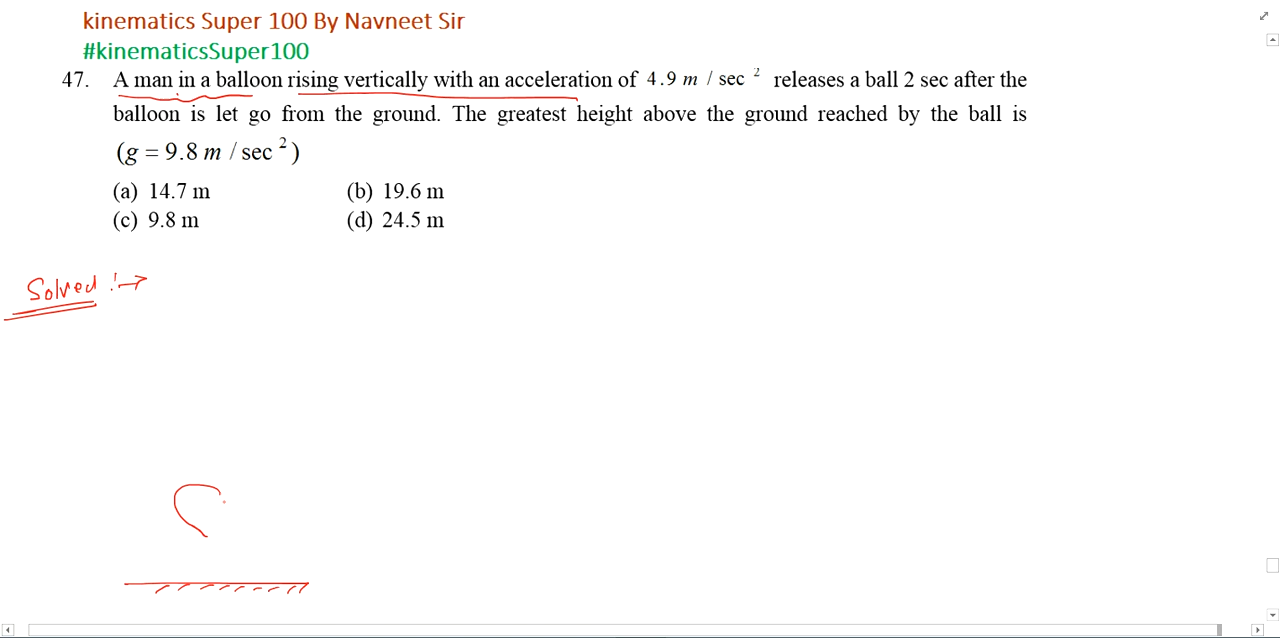 kinematics Super 100 By Navneet Sir
#kinematicsSuper100
47. A man in a balloon rising vertically with an acceleration of 4.9 m / sec ² releases a ball 2 sec after the
balloon is let go from the ground. The greatest height above the ground reached by the ball is
(g = 9.8 m / sec ²)
(a) 14.7 m (b) 19.6 m
(c) 9.8 m (d) 24.5 m
Solved :→